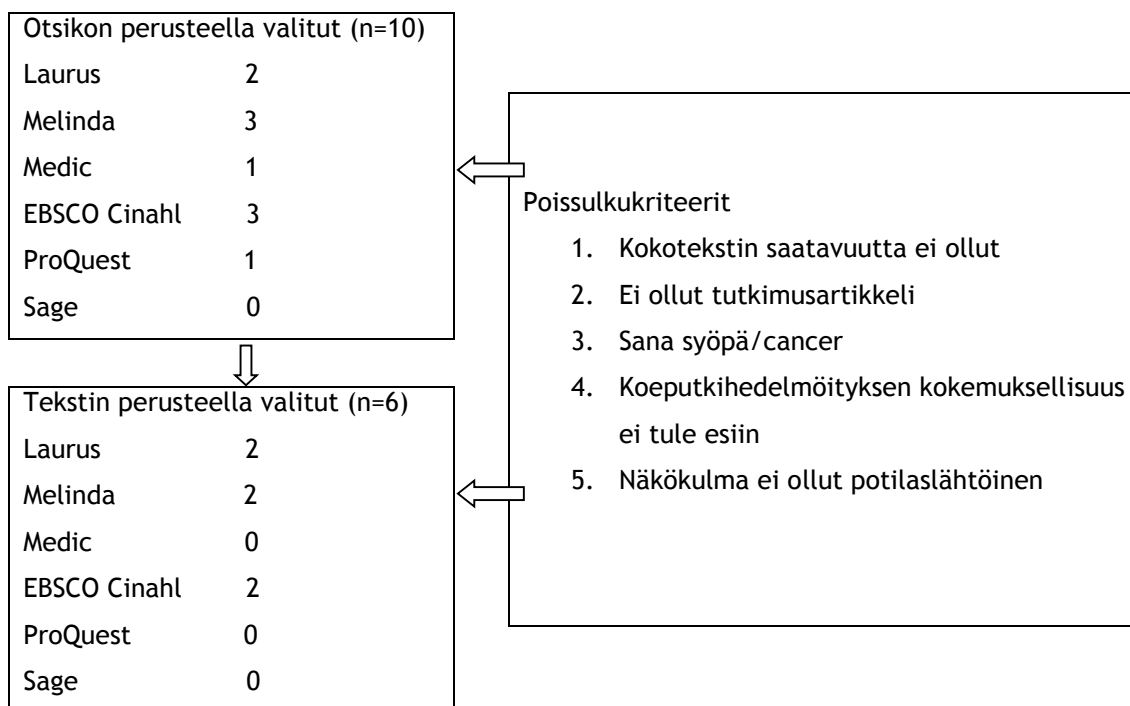 Otsikon perusteella valitut (n=10)
Laurus 2
Melinda 3
Medic 1
EBSCO Cinahl 3
ProQuest 1
Sage 0
Poissulkukriteerit
1. Kokotekstin saatavuutta ei ollut
2. Ei ollut tutkimusartikkeli
3. Sana syöpä/cancer
4. Koeputkihedelmöityksen kokemuksellisuus
ei tule esiin
5. Näkökulma ei ollut potilaslähtöinen
Tekstin perusteella valitut (n=6)
Laurus 2
Melinda 2
Medic 0
EBSCO Cinahl 2
ProQuest 0
Sage 0